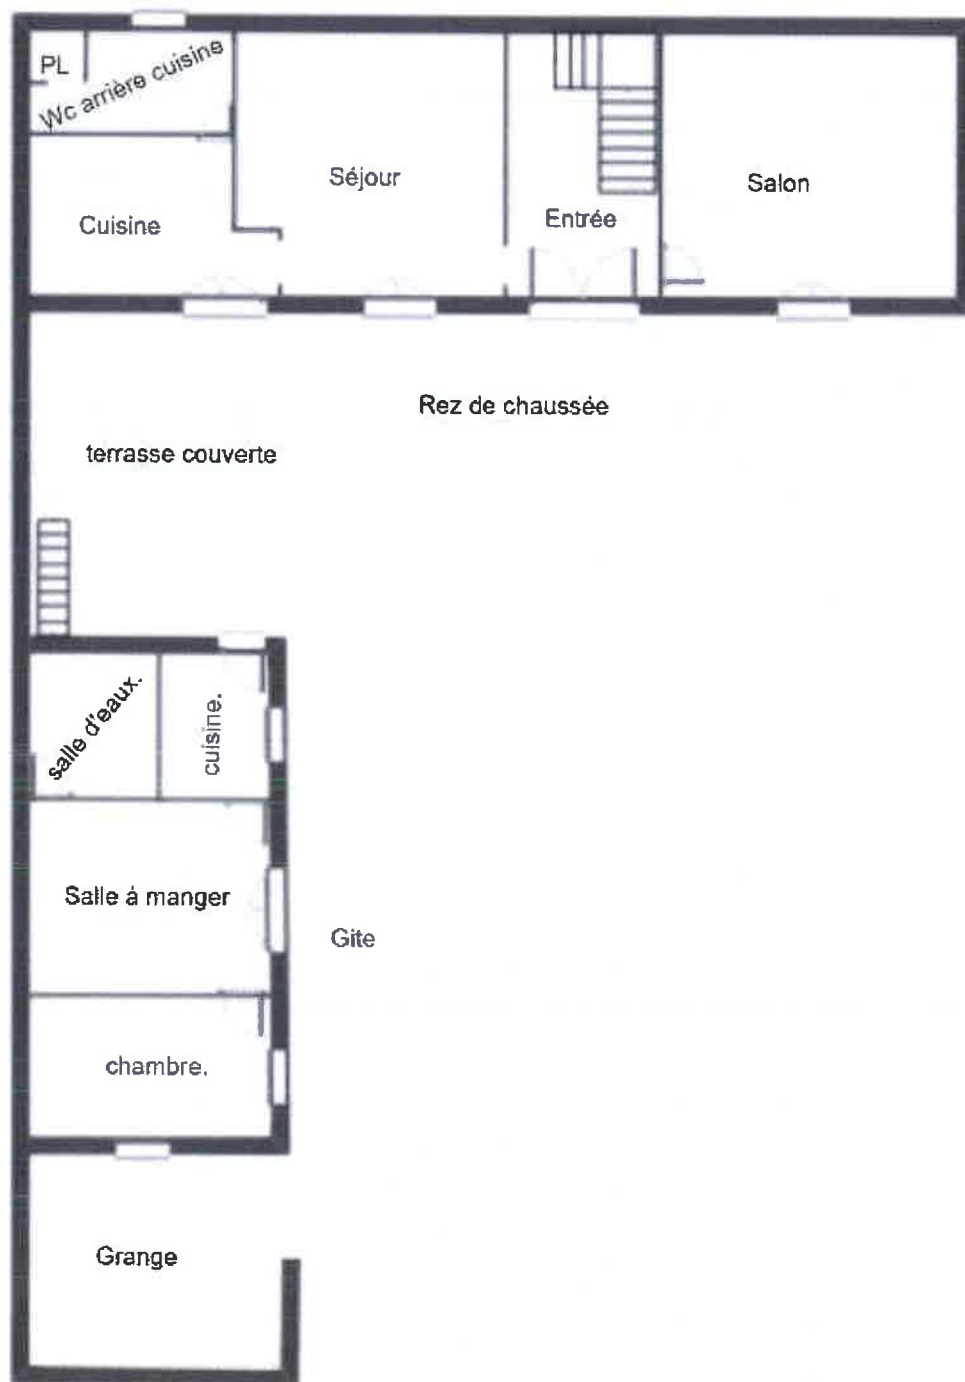 PL
Wc arrière cuisine
Séjour
Salon
Cuisine
Entrée
Rez de chaussée
terrasse couverte
salle d'eaux.
cuisine.
Salle à manger
Gite
chambre.
Grange